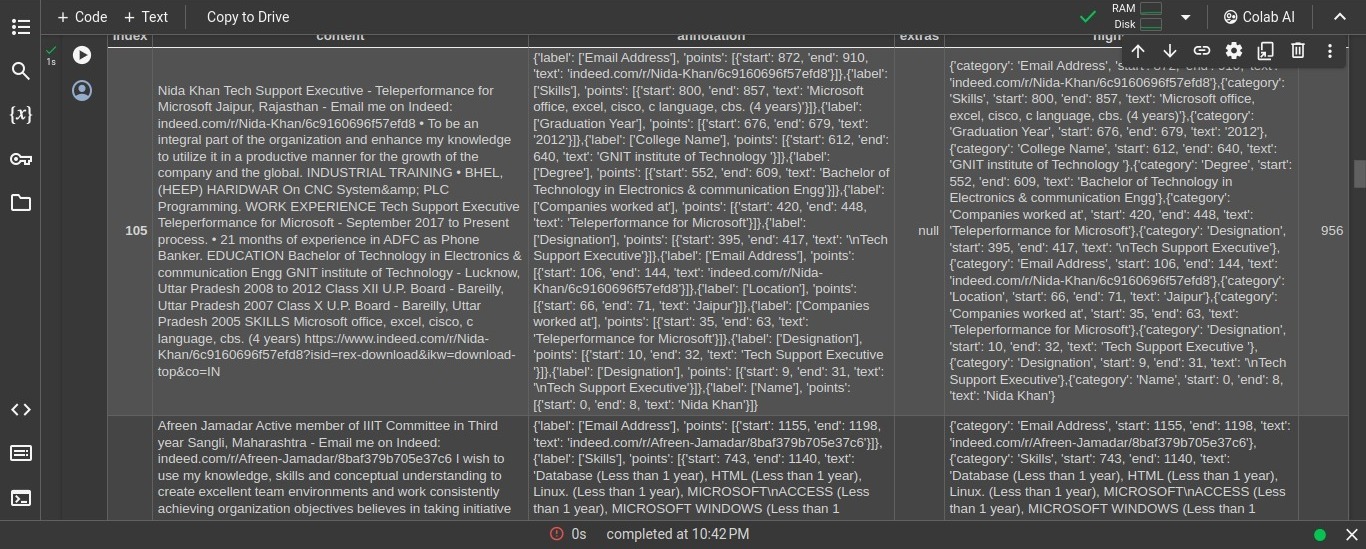 + Code + Text Copy to Drive
RAM
Disk
Colab AI
index content annotation extras
1s
Nida Khan Tech Support Executive - Teleperformance for
Microsoft Jaipur, Rajasthan - Email me on Indeed:
indeed.com/r/Nida-Khan/6c9160696f57efd8 • To be an
integral part of the organization and enhance my knowledge
to utilize it in a productive manner for the growth of the
company and the global. INDUSTRIAL TRAINING • BHEL,
(HEEP) HARIDWAR On CNC System&amp; PLC
Programming. WORK EXPERIENCE Tech Support Executive
Teleperformance for Microsoft - September 2017 to Present
process. • 21 months of experience in ADFC as Phone
Banker. EDUCATION Bachelor of Technology in Electronics &
communication Engg GNIT institute of Technology - Lucknow,
Uttar Pradesh 2008 to 2012 Class XII U.P. Board - Bareilly,
Uttar Pradesh 2007 Class X U.P. Board - Bareilly, Uttar
Pradesh 2005 SKILLS Microsoft office, excel, cisco, c
language, cbs. (4 years) https://www.indeed.com/r/Nida-
Khan/6c9160696f57efd8?isid=rex-download&ikw=download-
top&co=IN
105
{'label': ['Email Address'], 'points': [{'start': 872, 'end': 910,
'text': 'indeed.com/r/Nida-Khan/6c9160696f57efd8'}]},{'label':
['Skills'], 'points': [{'start': 800, 'end': 857, 'text': 'Microsoft
office, excel, cisco, c language, cbs. (4 years)'}]},{'label':
['Graduation Year'], 'points': [{'start': 676, 'end': 679, 'text':
'2012'}]},{'label': ['College Name'], 'points': [{'start': 612, 'end':
640, 'text': 'GNIT institute of Technology '}]},{'label':
['Degree'], 'points': [{'start': 552, 'end': 609, 'text': 'Bachelor of
Technology in Electronics & communication Engg'}]},{'label':
['Companies worked at'], 'points': [{'start': 420, 'end': 448,
'text': 'Teleperformance for Microsoft'}]},{'label':
['Designation'], 'points': [{'start': 395, 'end': 417, 'text': '\nTech
Support Executive'}]},{'label': ['Email Address'], 'points':
[{'start': 106, 'end': 144, 'text': 'indeed.com/r/Nida-
Khan/6c9160696f57efd8'}]},{'label': ['Location'], 'points':
[{'start': 66, 'end': 71, 'text': 'Jaipur'}]},{'label': ['Companies
worked at'], 'points': [{'start': 35, 'end': 63, 'text':
'Teleperformance for Microsoft'}]},{'label': ['Designation'],
'points': [{'start': 10, 'end': 32, 'text': 'Tech Support Executive
'}]},{'label': ['Designation'], 'points': [{'start': 9, 'end': 31, 'text':
'\nTech Support Executive'}]},{'label': ['Name'], 'points':
[{'start': 0, 'end': 8, 'text': 'Nida Khan'}]}
null
{'category': 'Email Address', 'start': 872, 'end': 910, 'text':
'indeed.com/r/Nida-Khan/6c9160696f57efd8'},{'category':
'Skills', 'start': 800, 'end': 857, 'text': 'Microsoft office,
excel, cisco, c language, cbs. (4 years)'},{'category':
'Graduation Year', 'start': 676, 'end': 679, 'text': '2012'},
{'category': 'College Name', 'start': 612, 'end': 640, 'text':
'GNIT institute of Technology '},{'category': 'Degree', 'start':
552, 'end': 609, 'text': 'Bachelor of Technology in
Electronics & communication Engg'},{'category':
'Companies worked at', 'start': 420, 'end': 448, 'text':
'Teleperformance for Microsoft'},{'category': 'Designation',
'start': 395, 'end': 417, 'text': '\nTech Support Executive'},
{'category': 'Email Address', 'start': 106, 'end': 144, 'text':
'indeed.com/r/Nida-Khan/6c9160696f57efd8'},{'category':
'Location', 'start': 66, 'end': 71, 'text': 'Jaipur'},{'category':
'Companies worked at', 'start': 35, 'end': 63, 'text':
'Teleperformance for Microsoft'},{'category': 'Designation',
'start': 10, 'end': 32, 'text': 'Tech Support Executive '},
{'category': 'Designation', 'start': 9, 'end': 31, 'text': '\nTech
Support Executive'},{'category': 'Name', 'start': 0, 'end': 8,
'text': 'Nida Khan'}
956
Afreen Jamadar Active member of IIIT Committee in Third
year Sangli, Maharashtra - Email me on Indeed:
indeed.com/r/Afreen-Jamadar/8baf379b705e37c6 I wish to
use my knowledge, skills and conceptual understanding to
create excellent team environments and work consistently
achieving organization objectives believes in taking initiative
{'label': ['Email Address'], 'points': [{'start': 1155, 'end': 1198,
'text': 'indeed.com/r/Afreen-Jamadar/8baf379b705e37c6'}]},
{'label': ['Skills'], 'points': [{'start': 743, 'end': 1140, 'text':
'Database (Less than 1 year), HTML (Less than 1 year),
Linux. (Less than 1 year), MICROSOFT\nACCESS (Less
than 1 year), MICROSOFT WINDOWS (Less than 1
{'category': 'Email Address', 'start': 1155, 'end': 1198, 'text':
'indeed.com/r/Afreen-Jamadar/8baf379b705e37c6'},
{'category': 'Skills', 'start': 743, 'end': 1140, 'text':
'Database (Less than 1 year), HTML (Less than 1 year),
Linux. (Less than 1 year), MICROSOFT\nACCESS (Less
than 1 year), MICROSOFT WINDOWS (Less than 1
0s completed at 10:42 PM